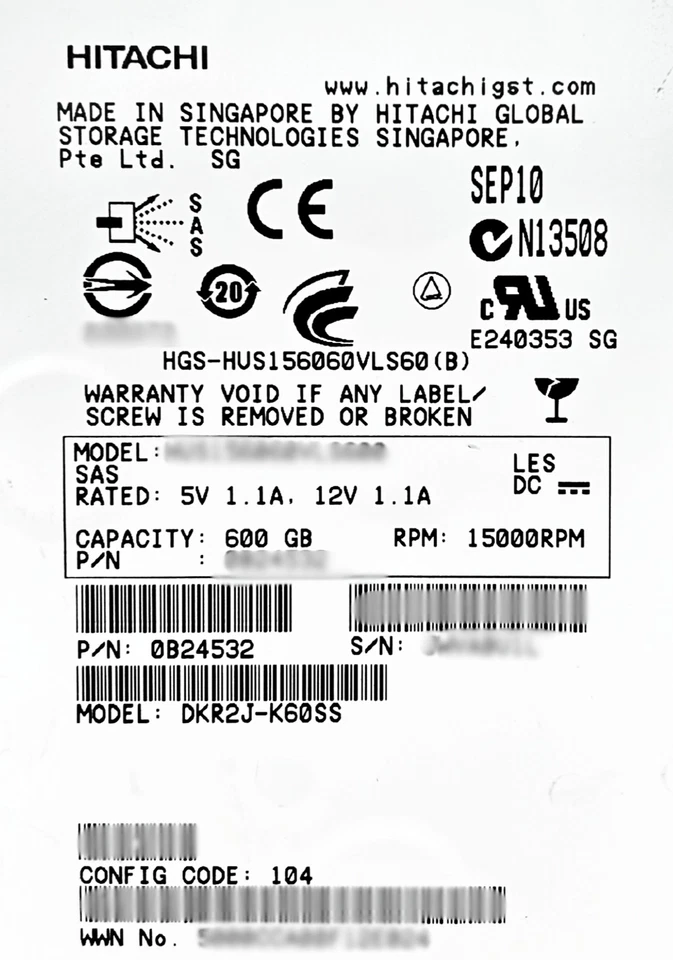 HITACHI
www.hitachigst.com
MADE IN SINGAPORE BY HITACHI GLOBAL
STORAGE TECHNOLOGIES SINGAPORE,
Pte Ltd. SG
SEP10
SAS
CE
N13508
20
c RU US
E240353 SG
HGS-HUS156060VLS60(B)
WARRANTY VOID IF ANY LABEL/
SCREW IS REMOVED OR BROKEN
MODEL:
SAS
LES
RATED: 5V 1.1A, 12V 1.1A
DC
CAPACITY: 600 GB RPM: 15000RPM
P/N :
P/N: 0B24532
S/N:
MODEL: DKR2J-K60SS
CONFIG CODE: 104
WWN No.